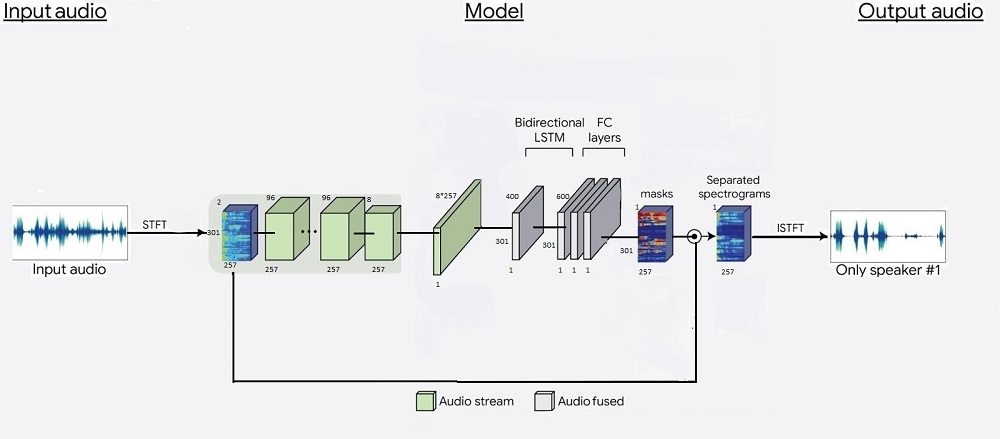 Input audio
Model
Output audio
Bidirectional
LSTM
FC
layers
masks
Separated
spectrograms
2
96
96
8
8*257
400
600
1
1
STFT
301
301
301
301
ISTFT
257
257
257
257
1
1
1
1
1
257
257
Input audio
Only speaker #1
Audio stream
Audio fused